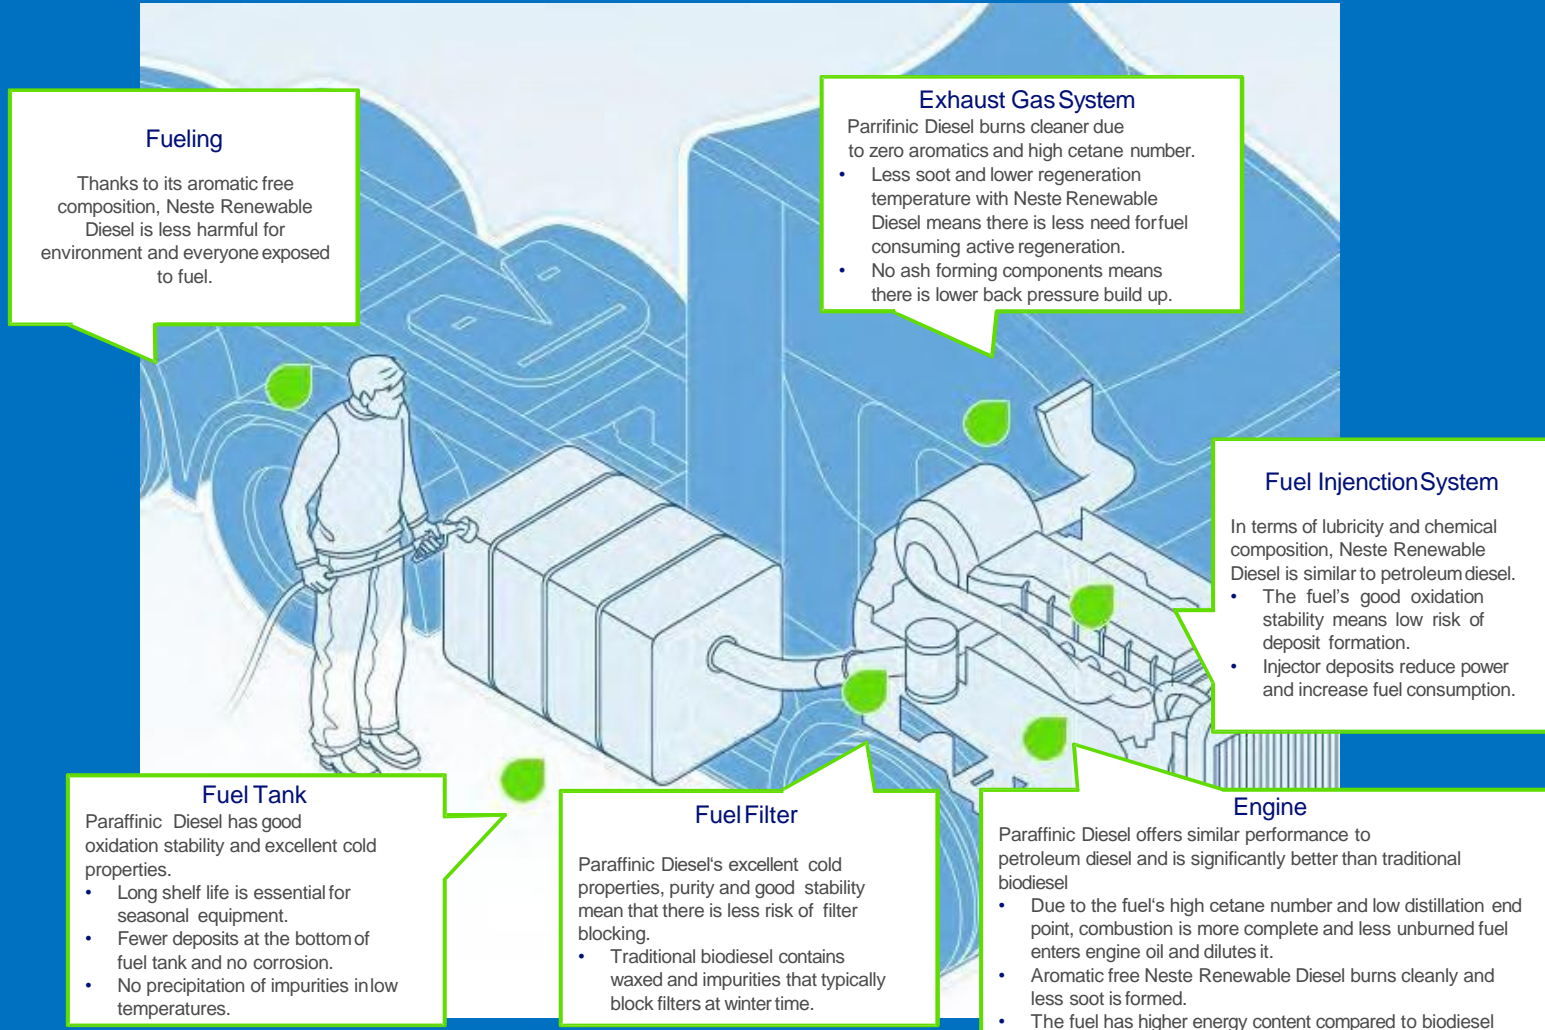 Fueling
Thanks to its aromatic free
composition, Neste Renewable
Diesel is less harmful for
environment and everyone exposed
to fuel.
Exhaust Gas System
Parrifinic Diesel burns cleaner due
to zero aromatics and high cetane number.
• Less soot and lower regeneration
temperature with Neste Renewable
Diesel means there is less need for fuel
consuming active regeneration.
• No ash forming components means
there is lower back pressure build up.
Fuel Injenction System
In terms of lubricity and chemical
composition, Neste Renewable
Diesel is similar to petroleum diesel.
• The fuel's good oxidation
stability means low risk of
deposit formation.
• Injector deposits reduce power
and increase fuel consumption.
Fuel Tank
Paraffinic Diesel has good
oxidation stability and excellent cold
properties.
• Long shelf life is essential for
seasonal equipment.
• Fewer deposits at the bottom of
fuel tank and no corrosion.
• No precipitation of impurities in low
temperatures.
Fuel Filter
Paraffinic Diesel's excellent cold
properties, purity and good stability
mean that there is less risk of filter
blocking.
• Traditional biodiesel contains
waxed and impurities that typically
block filters at winter time.
Engine
Paraffinic Diesel offers similar performance to
petroleum diesel and is significantly better than traditional
biodiesel
• Due to the fuel's high cetane number and low distillation end
point, combustion is more complete and less unburned fuel
enters engine oil and dilutes it.
• Aromatic free Neste Renewable Diesel burns cleanly and
less soot is formed.
• The fuel has higher energy content compared to biodiesel